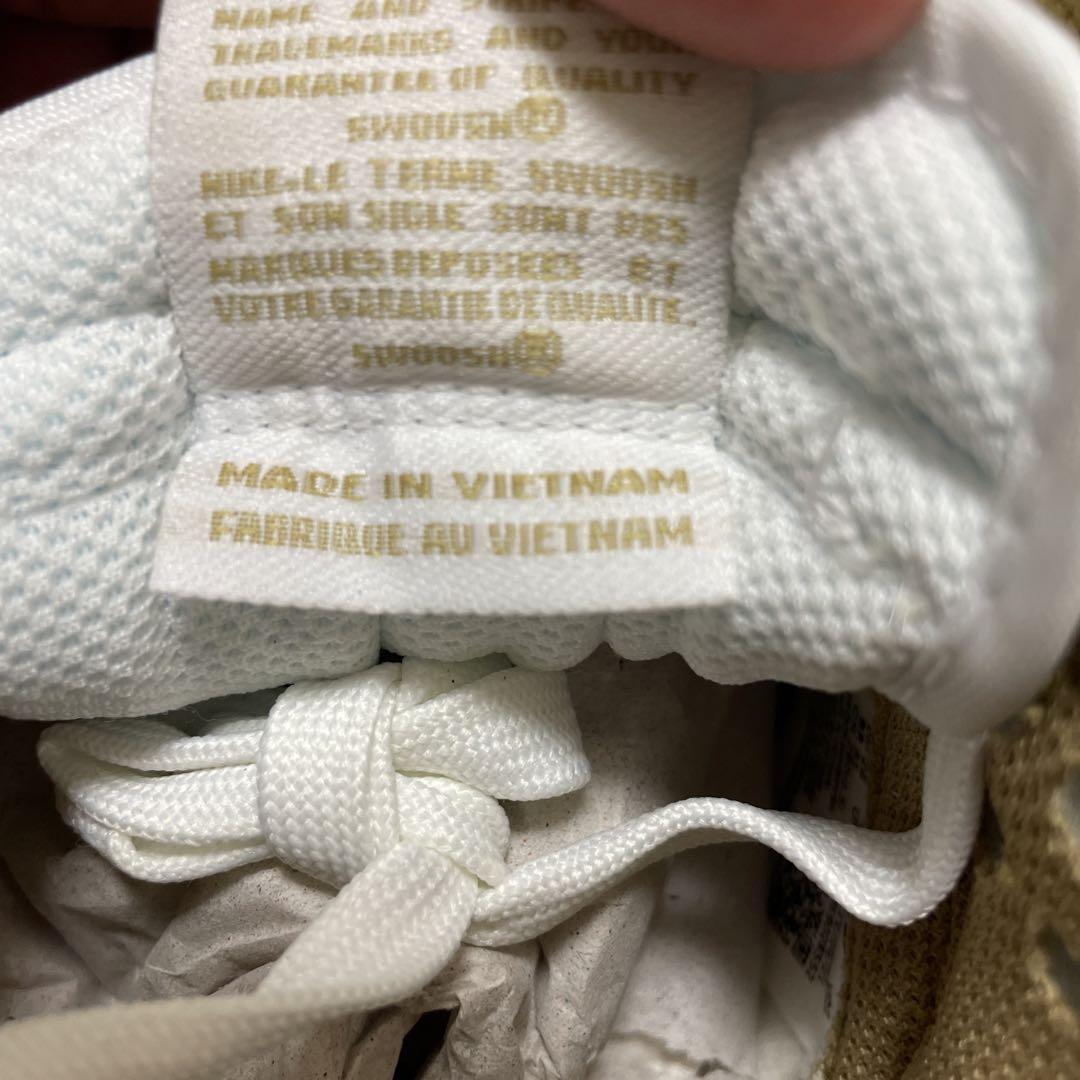 NAME AND STRIPE
TRADEMARKS AND YOUR
GUARANTEE OF QUALITY
SWOOSH®
NIKE-LE TERME SWOOSH
ET SON SIGLE SONT DES
MARQUES DEPOSEES ET
VOTRE GARANTIE DE QUALITE.
SWOOSH®
MADE IN VIETNAM
FABRIQUE AU VIETNAM